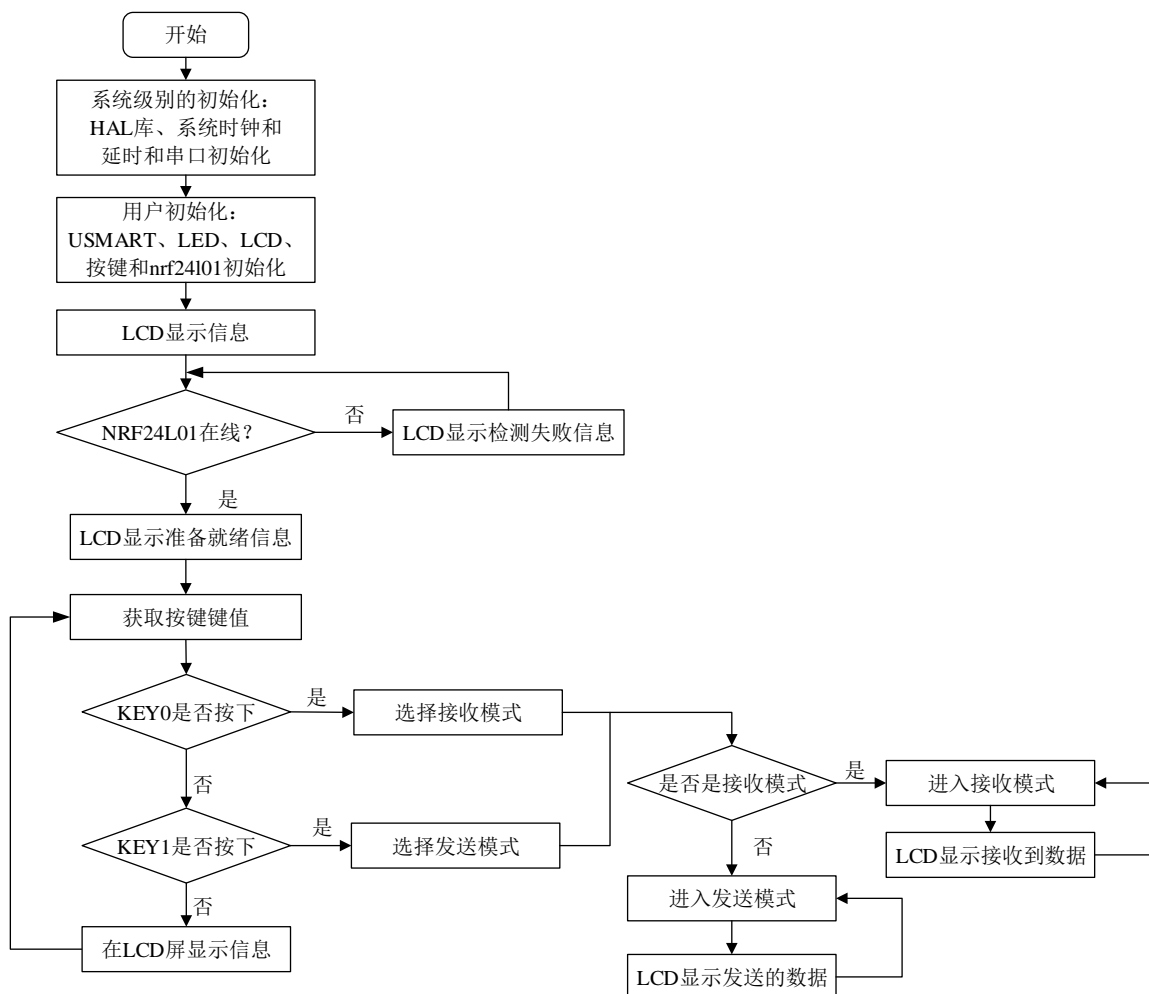 开始
系统级别的初始化：
HAL库、系统时钟和
延时和串口初始化
用户初始化：
USMART、LED、LCD、
按键和nrf24l01初始化
LCD显示信息
NRF24L01在线？
否
LCD显示检测失败信息
是
LCD显示准备就绪信息
获取按键键值
KEY0是否按下
是
选择接收模式
否
KEY1是否按下
是
选择发送模式
否
在LCD屏显示信息
是否是接收模式
是
进入接收模式
LCD显示接收到数据
否
进入发送模式
LCD显示发送的数据